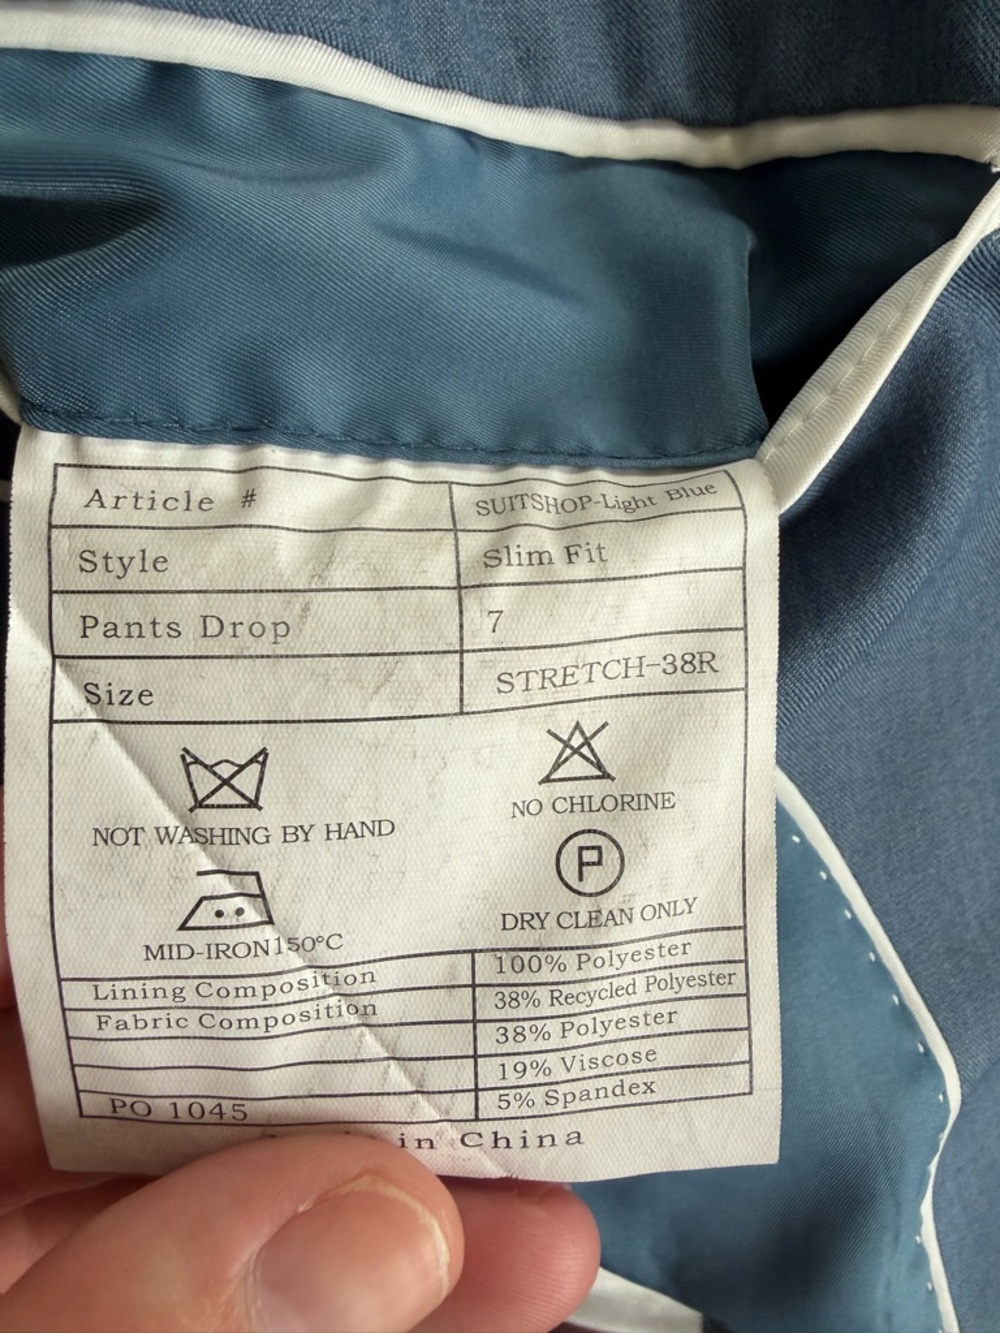 Article # SUITSHOP-Light Blue
Style Slim Fit
Pants Drop 7
Size STRETCH-38R
NOT WASHING BY HAND
NO CHLORINE
P
MID-IRON150°C
DRY CLEAN ONLY
Lining Composition 100% Polyester
Fabric Composition 38% Recycled Polyester
38% Polyester
19% Viscose
PO 1045 5% Spandex
in China